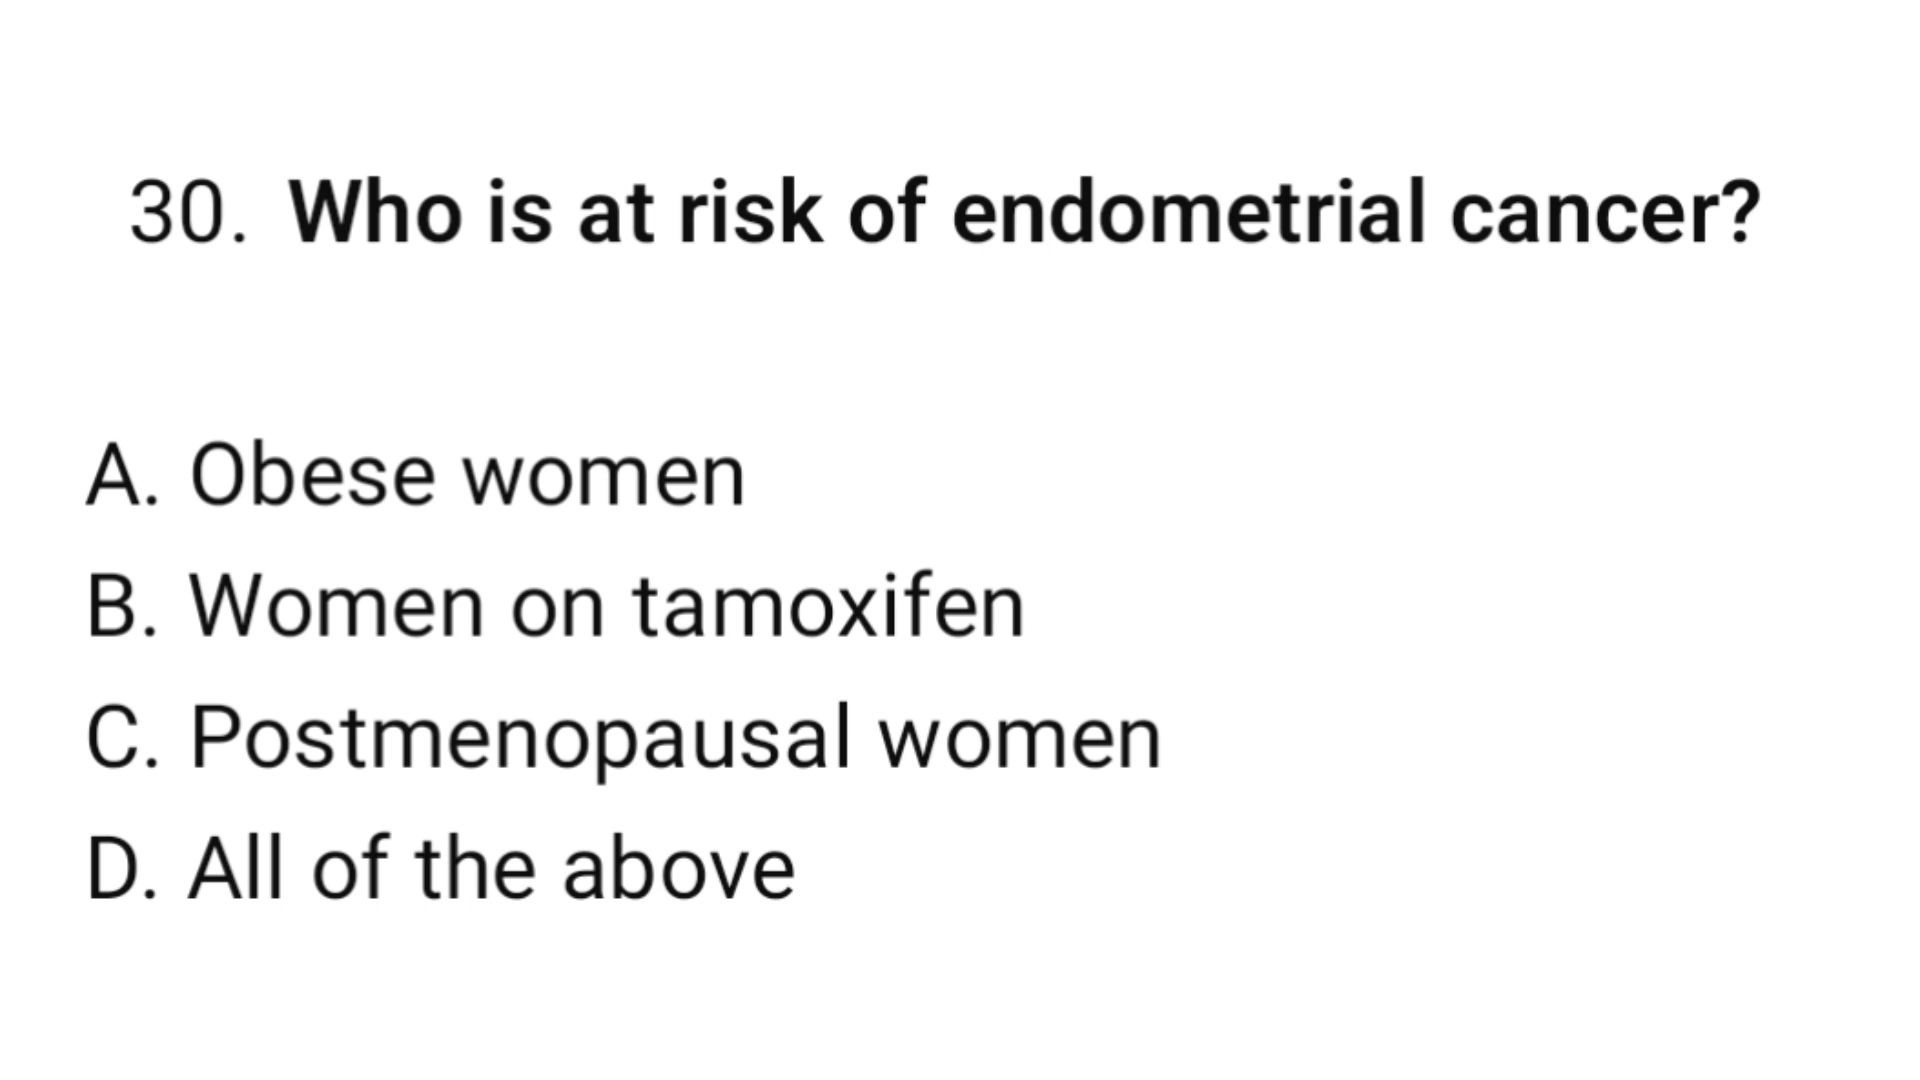 30. Who is at risk of endometrial cancer?
A. Obese women
B. Women on tamoxifen
C. Postmenopausal women
D. All of the above